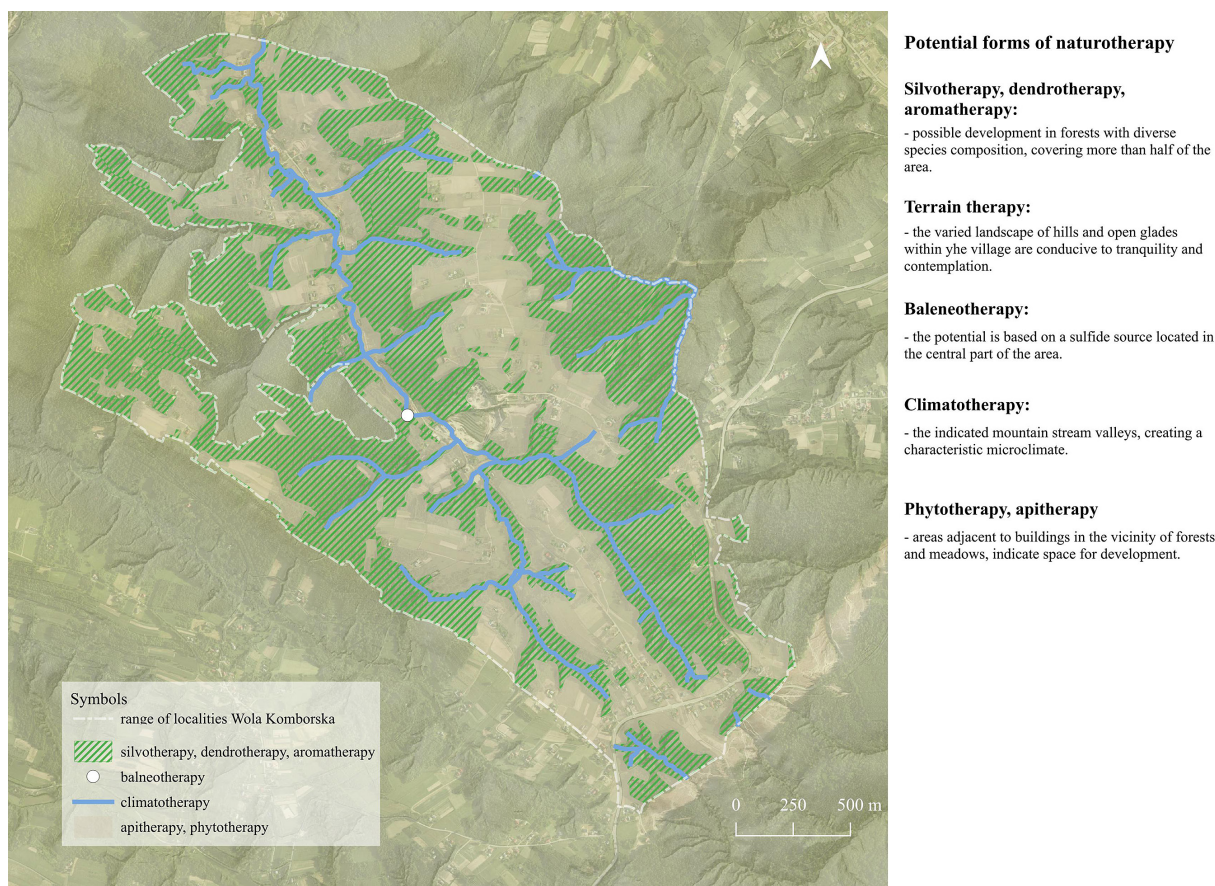 Potential forms of naturotherapy
Silvotherapy, dendrotherapy,
aromatherapy:
- possible development in forests with diverse
species composition, covering more than half of the
area.
Terrain therapy:
- the varied landscape of hills and open glades
within yhe village are conducive to tranquility and
contemplation.
Baleneotherapy:
- the potential is based on a sulfide source located in
the central part of the area.
Climatotherapy:
- the indicated mountain stream valleys, creating a
characteristic microclimate.
Phytotherapy, apitherapy
- areas adjacent to buildings in the vicinity of forests
and meadows, indicate space for development.
Symbols
range of localities Wola Komborska
silvotherapy, dendrotherapy, aromatherapy
balneotherapy
climatotherapy
apitherapy, phytotherapy
0 250 500 m